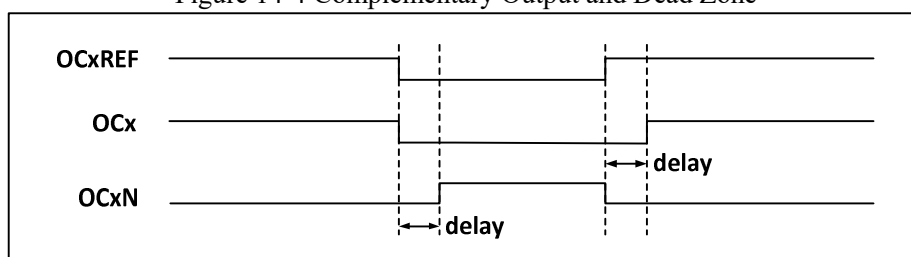 Figure 14-4 Complementary Output and Dead Zone
OCxREF
OCx
delay
OCxN
delay